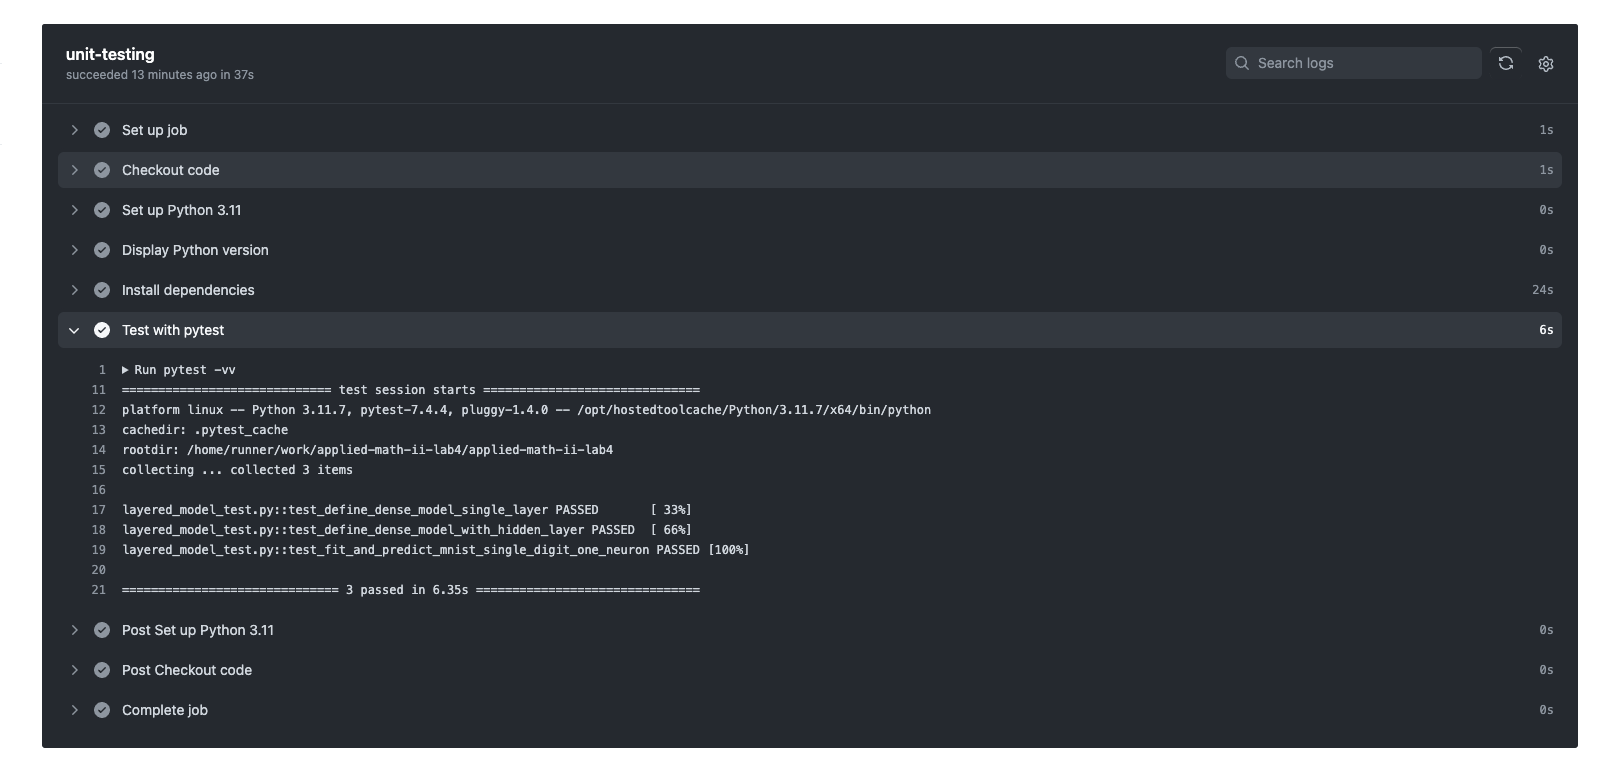 unit-testing
succeeded 13 minutes ago in 37s
Search logs
Set up job 1s
Checkout code 1s
Set up Python 3.11 0s
Display Python version 0s
Install dependencies 24s
Test with pytest 6s
1 Run pytest -vv
11 ============================= test session starts ==============================
12 platform linux -- Python 3.11.7, pytest-7.4.4, pluggy-1.4.0 -- /opt/hostedtoolcache/Python/3.11.7/x64/bin/python
13 cachedir: .pytest_cache
14 rootdir: /home/runner/work/applied-math-ii-lab4/applied-math-ii-lab4
15 collecting ... collected 3 items
16
17 layered_model_test.py::test_define_dense_model_single_layer PASSED [ 33%]
18 layered_model_test.py::test_define_dense_model_with_hidden_layer PASSED [ 66%]
19 layered_model_test.py::test_fit_and_predict_mnist_single_digit_one_neuron PASSED [100%]
20
21 ============================== 3 passed in 6.35s ===============================
Post Set up Python 3.11 0s
Post Checkout code 0s
Complete job 0s